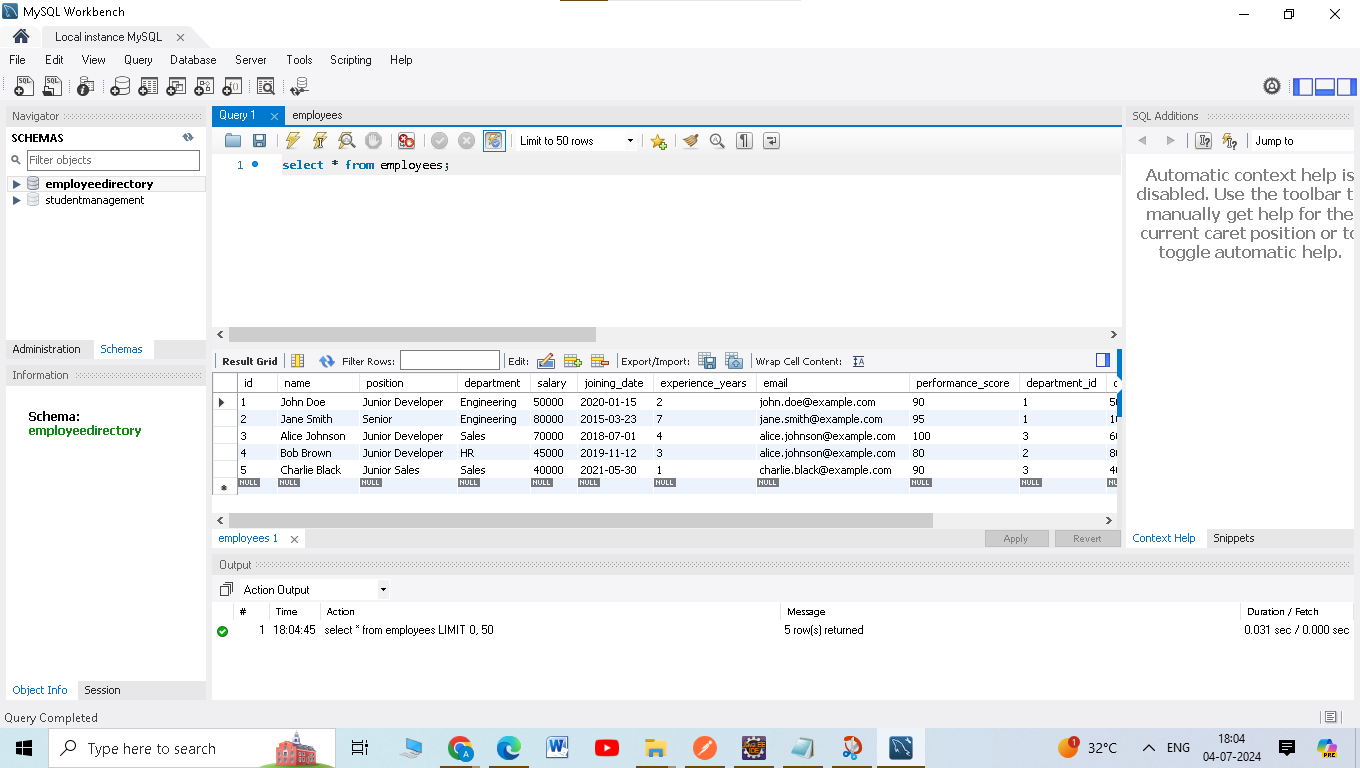 MySQL Workbench
Local instance MySQL
File Edit View Query Database Server Tools Scripting Help
Navigator
SCHEMAS
Filter objects
employeedirectory
studentmanagement
Administration Schemas
Information
Schema:
employeedirectory
Object Info Session
Query 1 employees
Limit to 50 rows
1 select * from employees;
Result Grid Filter Rows: Edit: Export/Import: Wrap Cell Content:
id name position department salary joining_date experience_years email performance_score department_id
1 John Doe Junior Developer Engineering 50000 2020-01-15 2 john.doe@example.com 90 1
2 Jane Smith Senior Engineering 80000 2015-03-23 7 jane.smith@example.com 95 1
3 Alice Johnson Junior Developer Sales 70000 2018-07-01 4 alice.johnson@example.com 100 3
4 Bob Brown Junior Developer HR 45000 2019-11-12 3 alice.johnson@example.com 80 2
5 Charlie Black Junior Sales Sales 40000 2021-05-30 1 charlie.black@example.com 90 3
NULL NULL NULL NULL NULL NULL NULL NULL NULL NULL
employees 1 Apply Revert
Output
Action Output
# Time Action Message Duration / Fetch
1 18:04:45 select * from employees LIMIT 0, 50 5 row(s) returned 0.031 sec / 0.000 sec
SQL Additions
Jump to
Automatic context help is
disabled. Use the toolbar t
manually get help for the
current caret position or to
toggle automatic help.
Context Help Snippets
Query Completed
Type here to search
1 32°C ENG 18:04
04-07-2024